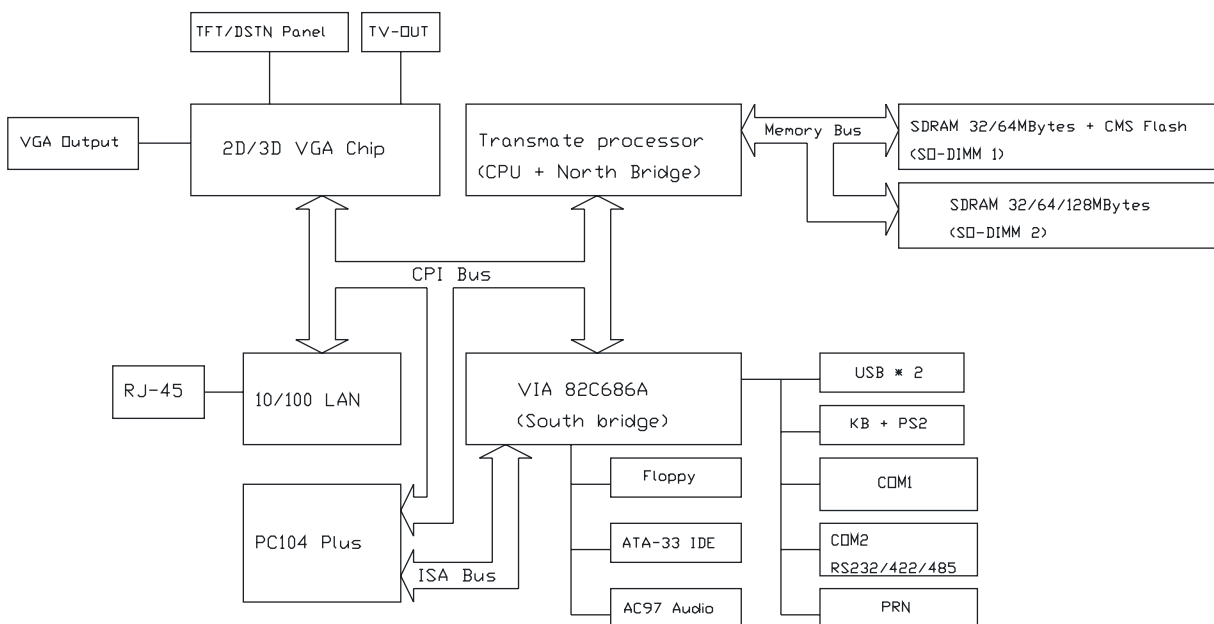 TFT/DSTN Panel
TV-OUT
VGA Output
2D/3D VGA Chip
Transmate processor
(CPU + North Bridge)
Memory Bus
SDRAM 32/64MBytes + CMS Flash
(SO-DIMM 1)
SDRAM 32/64/128MBytes
(SO-DIMM 2)
CPI Bus
RJ-45
10/100 LAN
VIA 82C686A
(South bridge)
USB * 2
KB + PS2
COM1
COM2
RS232/422/485
PRN
Floppy
ATA-33 IDE
AC97 Audio
PC104 Plus
ISA Bus